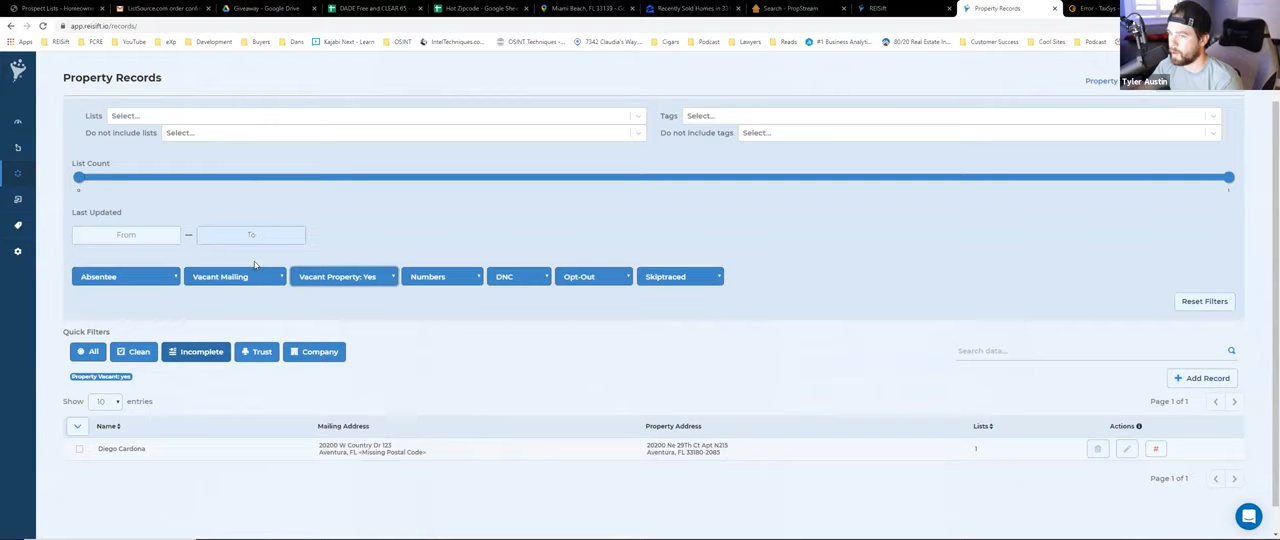 Prospect Lists - Homeowner
ListSource.com order confi
Giveaway - Google Drive
DADE Free and CLEAR 65
Hot Zipcode - Google Shee
Miami Beach, FL 33139 - G
Recently Sold Homes in 33
Search - PropStream
REISift
Property Records
Error - TaxSys
app.reisift.io/records/
Apps
REISift
FCRE
YouTube
eXp
Development
Buyers
Dans
Kajabi Next - Learn
OSINT
IntelTechniques.co...
OSINT Techniques -...
7342 Claudia's Way...
Cigars
Podcast
Lawyers
Reads
#1 Business Analyti...
80/20 Real Estate In...
Customer Success
Cool Sites
Podcast
Tyler Austin
Property Records
Property
Lists Select...
Tags Select...
Do not include lists Select...
Do not include tags Select...
List Count
Last Updated
From — To
Absentee
Vacant Mailing
Vacant Property: Yes
Numbers
DNC
Opt-Out
Skiptraced
Reset Filters
Quick Filters
All
Clean
Incomplete
Trust
Company
Search data...
Property Vacant: yes
+ Add Record
Show 10 entries
Page 1 of 1
Name
Mailing Address
Property Address
Lists
Actions
Diego Cardona
20200 W Country Dr 123
Aventura, FL <Missing Postal Code>
20200 Ne 29Th Ct Apt N215
Aventura, FL 33180-2085
1
#
Page 1 of 1